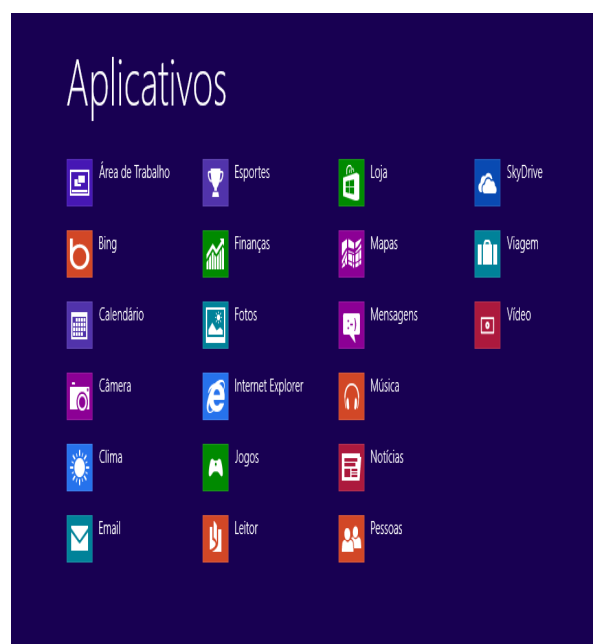 Aplicativos
Área de Trabalho
Bing
Calendário
Câmera
Clima
Email
Esportes
Finanças
Fotos
Internet Explorer
Jogos
Leitor
Loja
Mapas
Mensagens
Música
Notícias
Pessoas
SkyDrive
Viagem
Vídeo